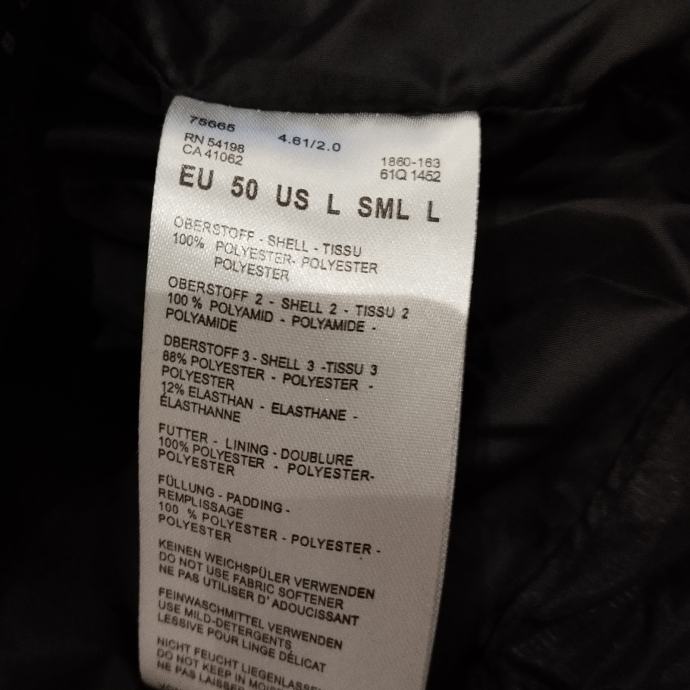 75665 4.61/2.0
RN 54198
CA 41062
1860-163
61Q 1452
EU 50 US L SML L
OBERSTOFF - SHELL - TISSU
100% POLYESTER- POLYESTER
POLYESTER
OBERSTOFF 2 - SHELL 2 - TISSU 2
100 % POLYAMID - POLYAMIDE -
POLYAMIDE
OBERSTOFF 3 - SHELL 3 -TISSU 3
88% POLYESTER - POLYESTER -
POLYESTER
12% ELASTHAN - ELASTHANE -
ÉLASTHANNE
FUTTER - LINING - DOUBLURE
100% POLYESTER - POLYESTER-
POLYESTER
FÜLLUNG - PADDING -
REMPLISSAGE
100 % POLYESTER - POLYESTER -
POLYESTER
KEINEN WEICHSPÜLER VERWENDEN
DO NOT USE FABRIC SOFTENER
NE PAS UTILISER D' ADOUCISSANT
FEINWASCHMITTEL VERWENDEN
USE MILD-DETERGENTS
LESSIVE POUR LINGE DÉLICAT
NICHT FEUCHT LIEGENLASSEN
DO NOT KEEP IN
NE PAS LAISSER